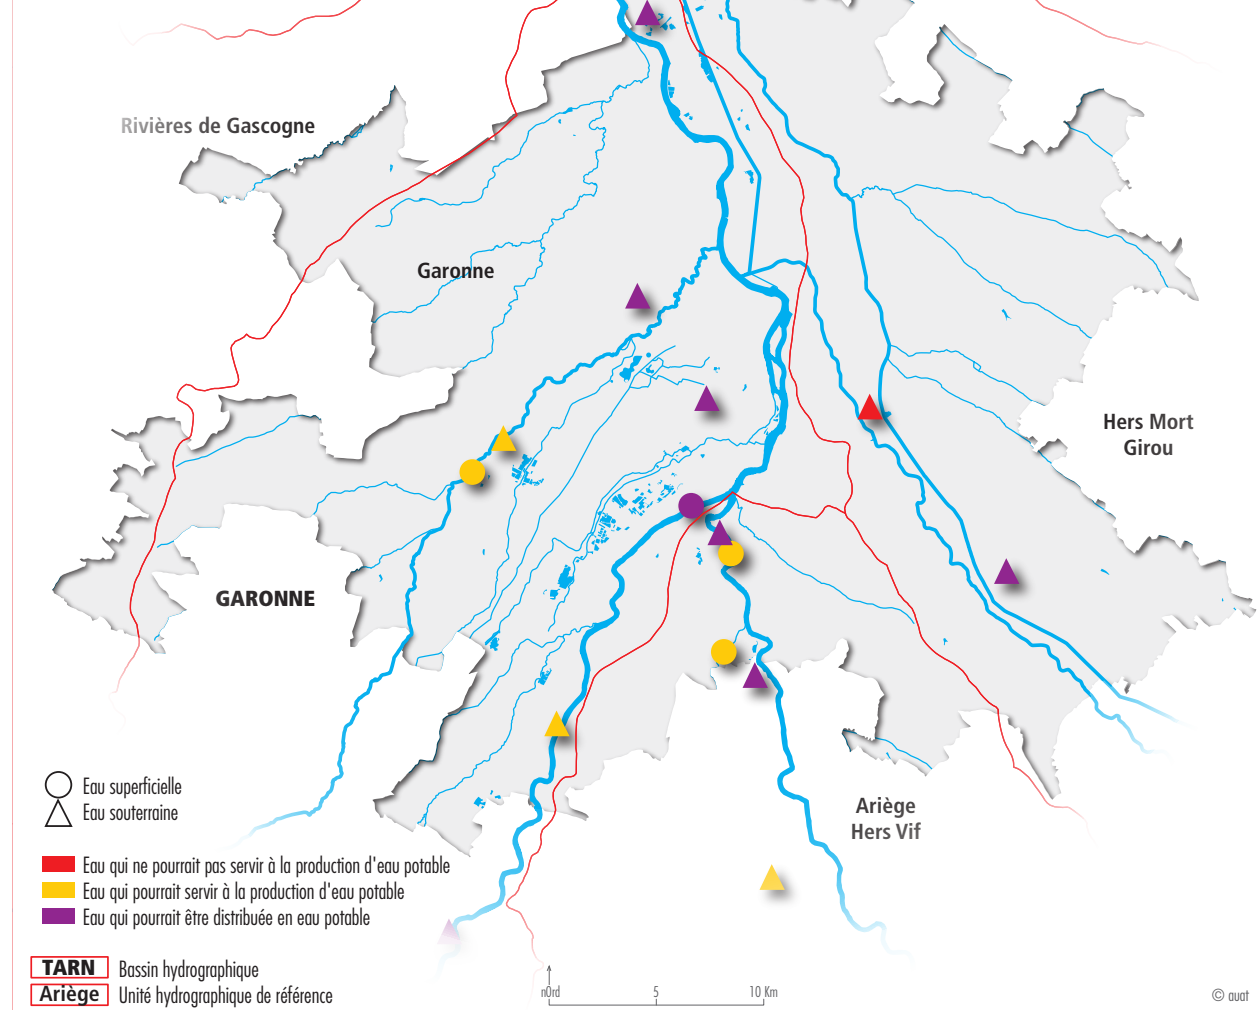 Rivières de Gascogne
Garonne
Hers Mort
Girou
GARONNE
Ariège
Hers Vif
Eau superficielle
Eau souterraine
Eau qui ne pourrait pas servir à la production d'eau potable
Eau qui pourrait servir à la production d'eau potable
Eau qui pourrait être distribuée en eau potable
TARN Bassin hydrographique
Ariège Unité hydrographique de référence
n0rd 5 10 Km
© auat